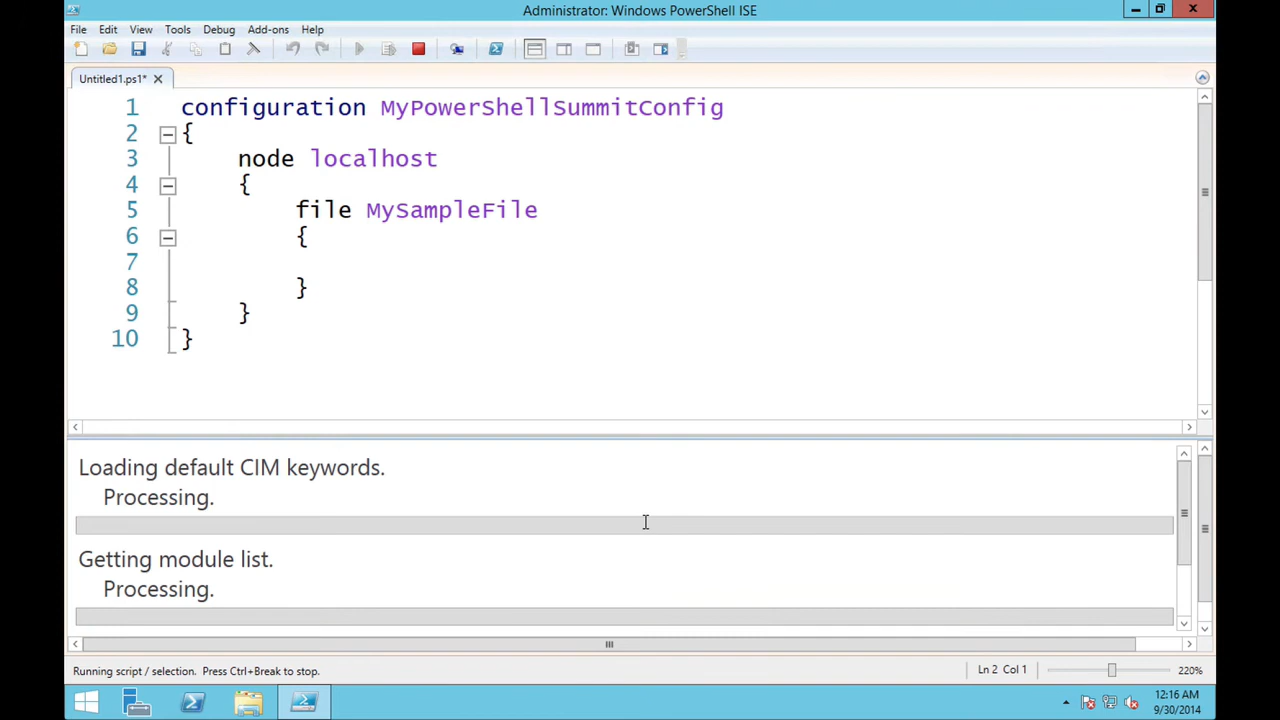 Administrator: Windows PowerShell ISE
File Edit View Tools Debug Add-ons Help
Untitled1.ps1*
1 configuration MyPowerShellSummitConfig
2 {
3 node localhost
4 {
5 file MySampleFile
6 {
7
8 }
9 }
10 }
Loading default CIM keywords.
Processing.
Getting module list.
Processing.
Running script / selection. Press Ctrl+Break to stop. Ln 2 Col 1 220%
12:16 AM
9/30/2014